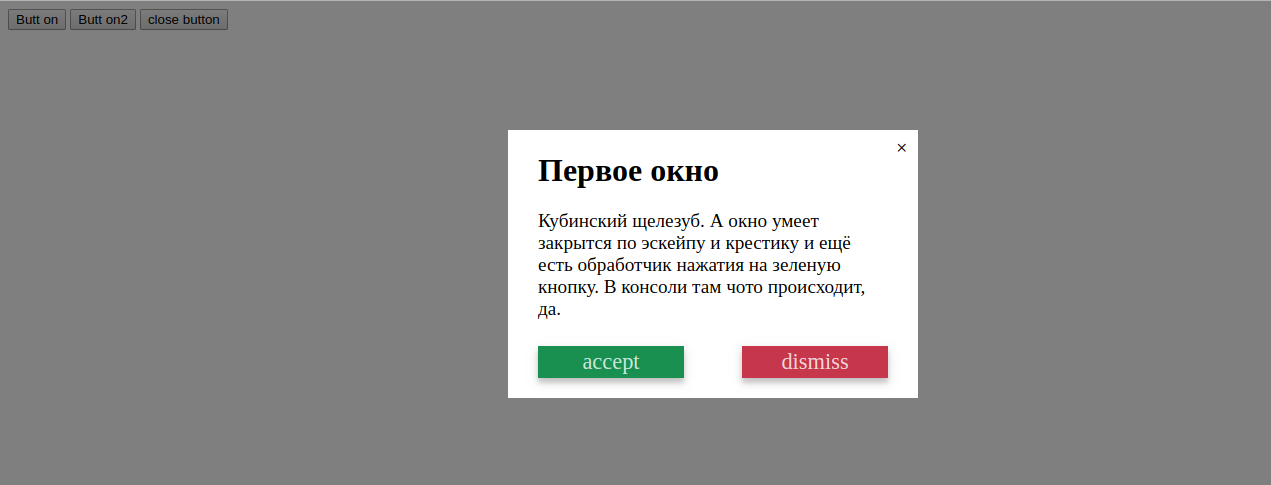 Butt on Butt on2 close button
×
Первое окно
Кубинский щелезуб. А окно умеет
закрытся по эскейпу и крестику и ещё
есть обработчик нажатия на зеленую
кнопку. В консоли там чото происходит,
да.
accept dismiss